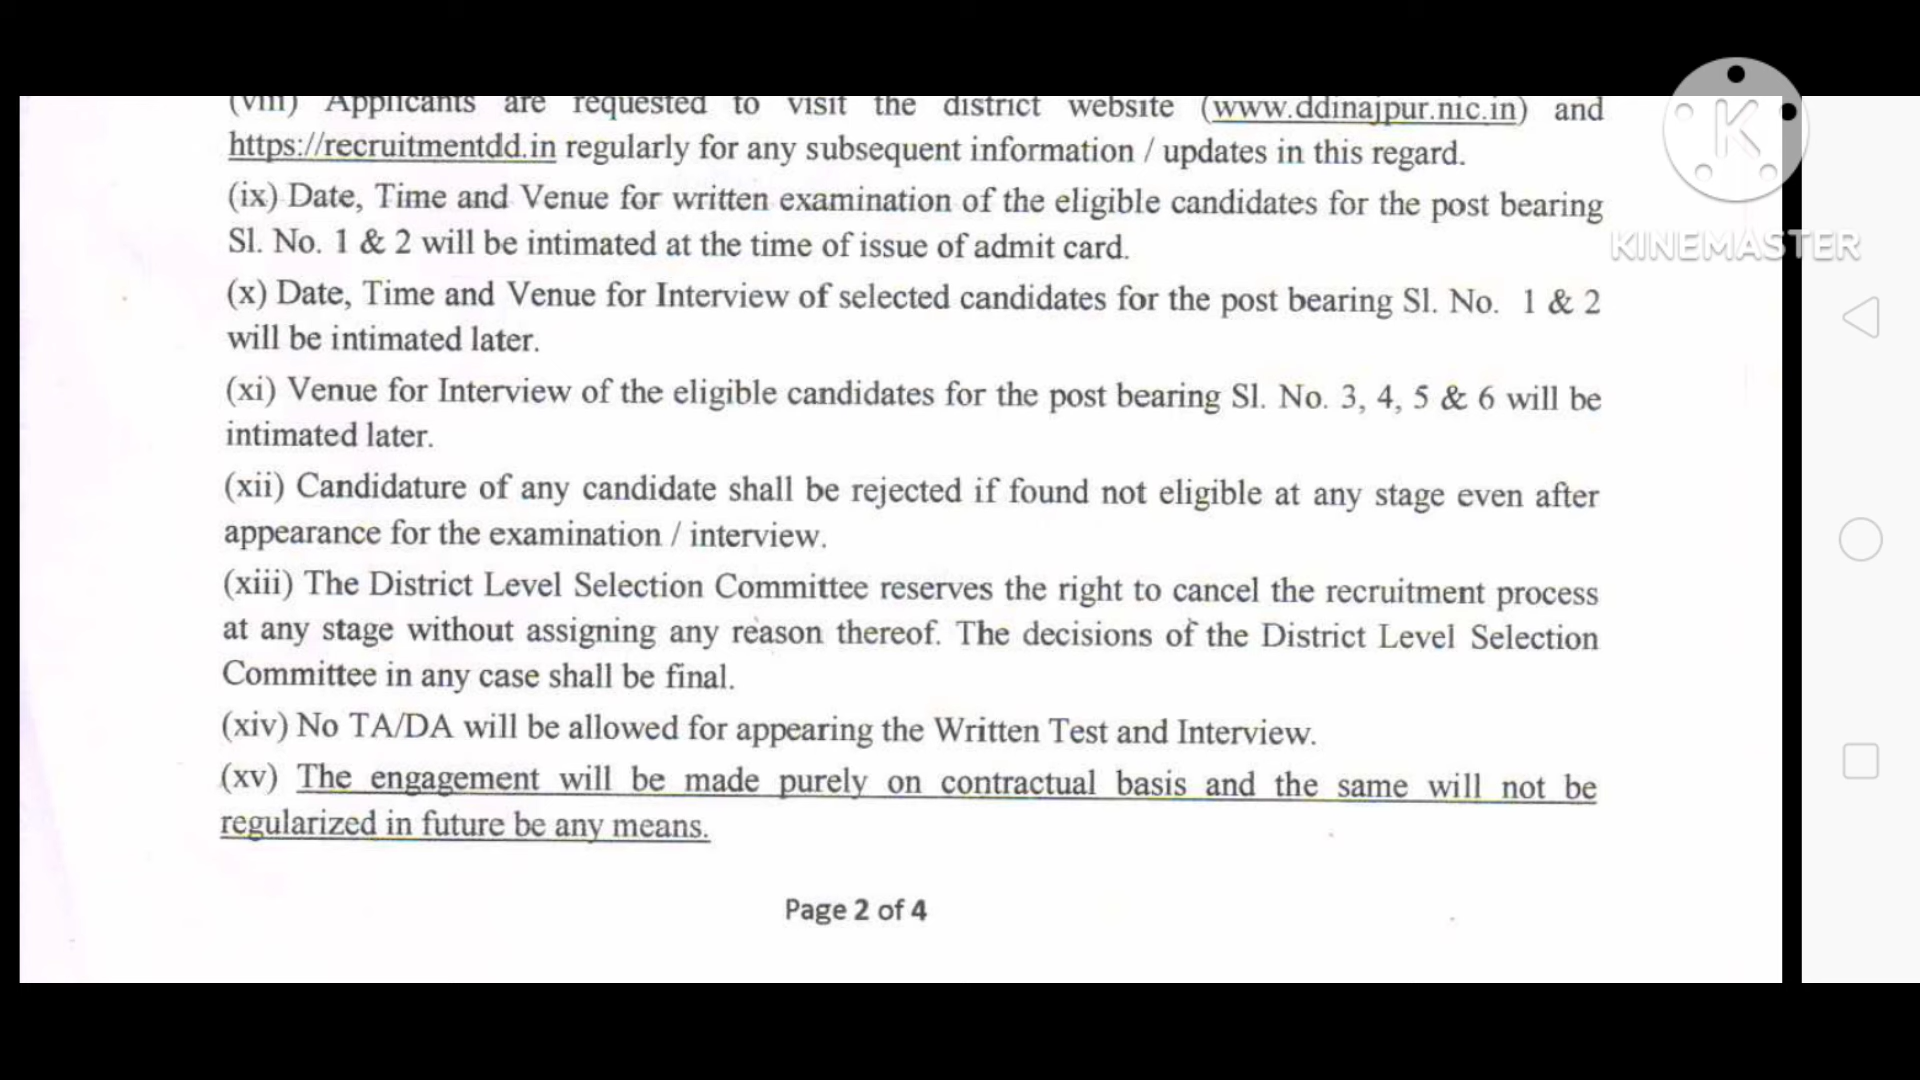 (viii) Applicants are requested to visit the district website (www.ddinajpur.nic.in) and
https://recruitmentdd.in regularly for any subsequent information / updates in this regard.
(ix) Date, Time and Venue for written examination of the eligible candidates for the post bearing
Sl. No. 1 & 2 will be intimated at the time of issue of admit card.
(x) Date, Time and Venue for Interview of selected candidates for the post bearing Sl. No. 1 & 2
will be intimated later.
(xi) Venue for Interview of the eligible candidates for the post bearing Sl. No. 3, 4, 5 & 6 will be
intimated later.
(xii) Candidature of any candidate shall be rejected if found not eligible at any stage even after
appearance for the examination / interview.
(xiii) The District Level Selection Committee reserves the right to cancel the recruitment process
at any stage without assigning any reason thereof. The decisions of the District Level Selection
Committee in any case shall be final.
(xiv) No TA/DA will be allowed for appearing the Written Test and Interview.
(xv) The engagement will be made purely on contractual basis and the same will not be
regularized in future be any means.
Page 2 of 4
K
KINEMASTER